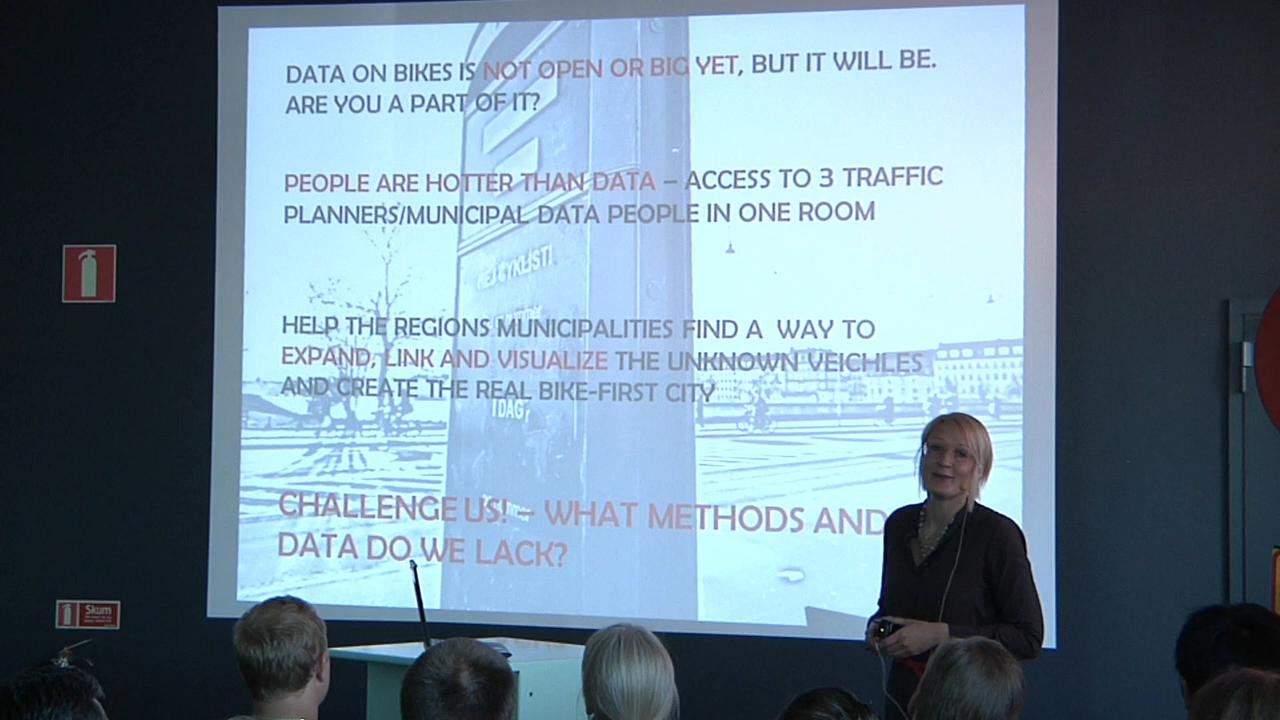 DATA ON BIKES IS NOT OPEN OR BIG YET, BUT IT WILL BE.
ARE YOU A PART OF IT?
PEOPLE ARE HOTTER THAN DATA – ACCESS TO 3 TRAFFIC
PLANNERS/MUNICIPAL DATA PEOPLE IN ONE ROOM
HEJ CYKLIST!
HELP THE REGIONS MUNICIPALITIES FIND A WAY TO
EXPAND, LINK AND VISUALIZE THE UNKNOWN VEICHLES
AND CREATE THE REAL BIKE-FIRST CITY
IDAG
CHALLENGE US! – WHAT METHODS AND
DATA DO WE LACK?
Skum